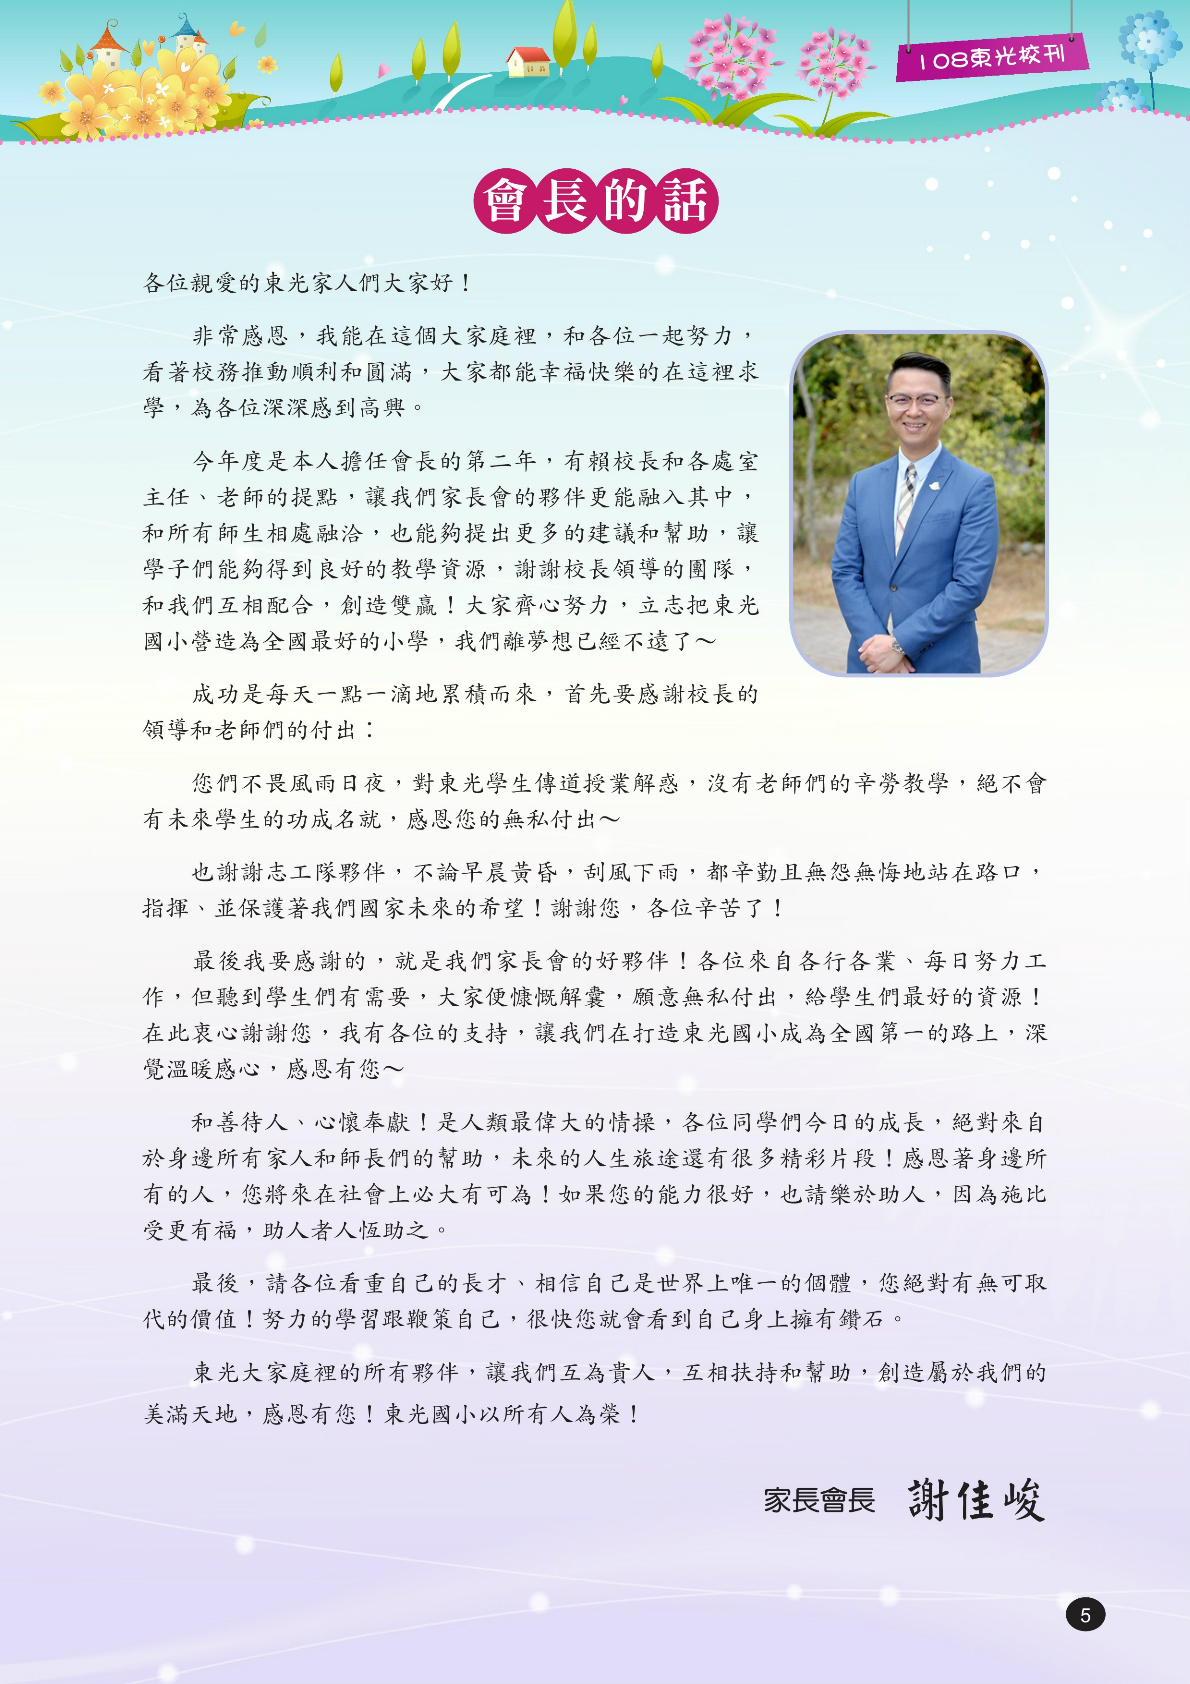 108東光校刊
會長的話
各位親愛的東光家人們大家好！
非常感恩，我能在這個大家庭裡，和各位一起努力，
看著校務推動順利和圓滿，大家都能幸福快樂的在這裡求
學，為各位深深感到高興。
今年度是本人擔任會長的第二年，有賴校長和各處室
主任、老師的提點，讓我們家長會的夥伴更能融入其中，
和所有師生相處融洽，也能夠提出更多的建議和幫助，讓
學子們能夠得到良好的教學資源，謝謝校長領導的團隊，
和我們互相配合，創造雙贏！大家齊心努力，立志把東光
國小營造為全國最好的小學，我們離夢想已經不遠了～
成功是每天一點一滴地累積而來，首先要感謝校長的
領導和老師們的付出：
您們不畏風雨日夜，對東光學生傳道授業解惑，沒有老師們的辛勞教學，絕不會
有未來學生的功成名就，感恩您的無私付出～
也謝謝志工隊夥伴，不論早晨黃昏，刮風下雨，都辛勤且無怨無悔地站在路口，
指揮、並保護著我們國家未來的希望！謝謝您，各位辛苦了！
最後我要感謝的，就是我們家長會的好夥伴！各位來自各行各業、每日努力工
作，但聽到學生們有需要，大家便慷慨解囊，願意無私付出，給學生們最好的資源！
在此衷心謝謝您，我有各位的支持，讓我們在打造東光國小成為全國第一的路上，深
覺溫暖感心，感恩有您～
和善待人、心懷奉獻！是人類最偉大的情操，各位同學們今日的成長，絕對來自
於身邊所有家人和師長們的幫助，未來的人生旅途還有很多精彩片段！感恩著身邊所
有的人，您將來在社會上必大有可為！如果您的能力很好，也請樂於助人，因為施比
受更有福，助人者人恆助之。
最後，請各位看重自己的長才、相信自己是世界上唯一的個體，您絕對有無可取
代的價值！努力的學習跟鞭策自己，很快您就會看到自己身上擁有鑽石。
東光大家庭裡的所有夥伴，讓我們互為貴人，互相扶持和幫助，創造屬於我們的
美滿天地，感恩有您！東光國小以所有人為榮！
家長會長 謝佳峻
5